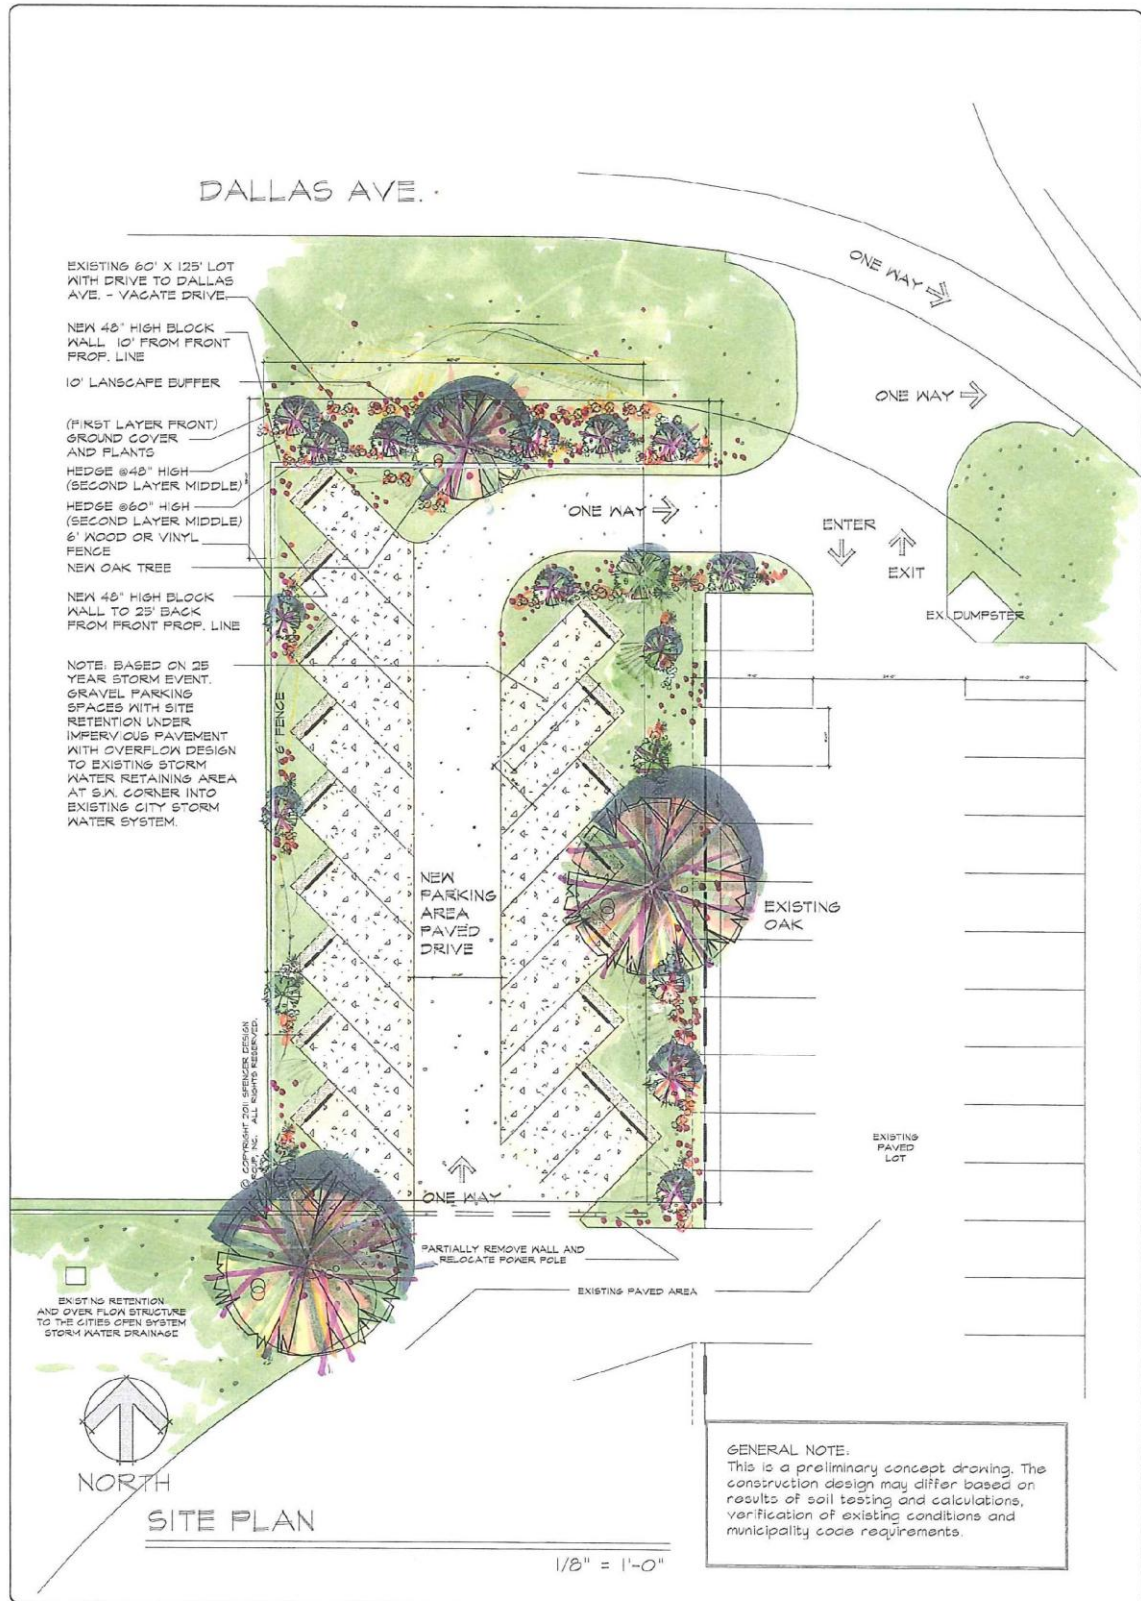 DALLAS AVE.
EXISTING 60' X 125' LOT
WITH DRIVE TO DALLAS
AVE. - VACATE DRIVE
NEW 48" HIGH BLOCK
WALL 10' FROM FRONT
PROP. LINE
10' LANSCAPE BUFFER
(FIRST LAYER FRONT)
GROUND COVER
AND PLANTS
HEDGE @48" HIGH
(SECOND LAYER MIDDLE)
HEDGE @60" HIGH
(SECOND LAYER MIDDLE)
6' WOOD OR VINYL
FENCE
NEW OAK TREE
NEW 48" HIGH BLOCK
WALL TO 25' BACK
FROM FRONT PROP. LINE
NOTE: BASED ON 25
YEAR STORM EVENT.
GRAVEL PARKING
SPACES WITH SITE
RETENTION UNDER
IMPERVIOUS PAVEMENT
WITH OVERFLOW DESIGN
TO EXISTING STORM
WATER RETAINING AREA
AT S.W. CORNER INTO
EXISTING CITY STORM
WATER SYSTEM.
ONE WAY
ONE WAY
ONE WAY
ENTER
EXIT
EX. DUMPSTER
6' FENCE
NEW
PARKING
AREA
PAVED
DRIVE
EXISTING
OAK
© COPYRIGHT 2011 SPENCER DESIGN
GROUP, INC. ALL RIGHTS RESERVED.
EXISTING
PAVED
LOT
ONE WAY
PARTIALLY REMOVE WALL AND
RELOCATE POWER POLE
EXISTING PAVED AREA
EXISTING RETENTION
AND OVER FLOW STRUCTURE
TO THE CITIES OPEN SYSTEM
STORM WATER DRAINAGE
NORTH
SITE PLAN
1/8" = 1'-0"
GENERAL NOTE:
This is a preliminary concept drawing. The
construction design may differ based on
results of soil testing and calculations,
verification of existing conditions and
municipality code requirements.